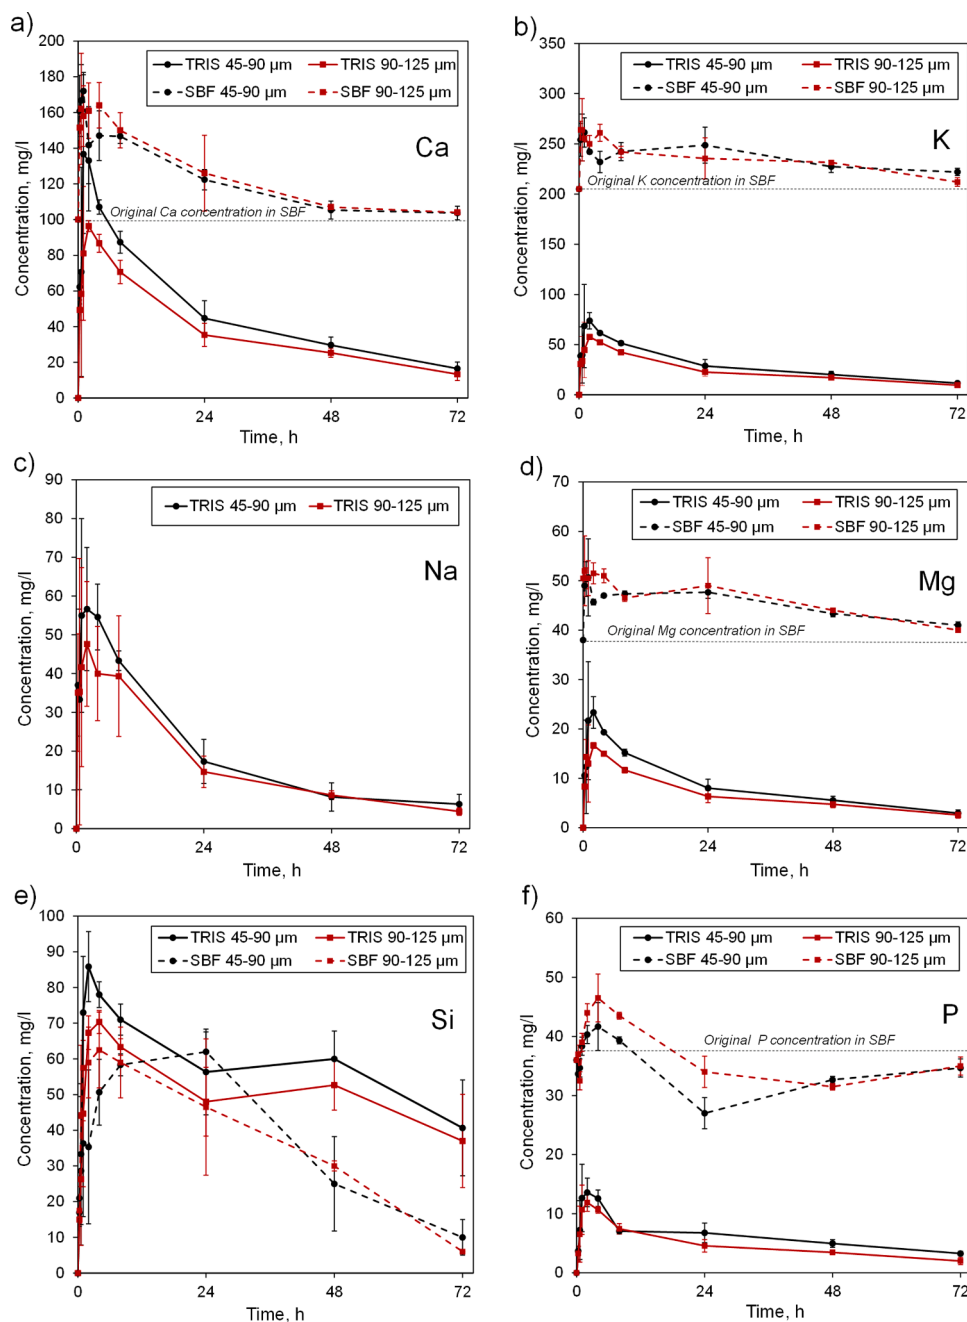 a)
200
180
160
140
120
100
80
60
40
20
0
Concentration, mg/l
TRIS 45-90 µm
TRIS 90-125 µm
SBF 45-90 µm
SBF 90-125 µm
Ca
Original Ca concentration in SBF
0 24 48 72
Time, h
b)
350
300
250
200
150
100
50
0
Concentration, mg/l
TRIS 45-90 µm
TRIS 90-125 µm
SBF 45-90 µm
SBF 90-125 µm
K
Original K concentration in SBF
0 24 48 72
Time, h
c)
90
80
70
60
50
40
30
20
10
0
Concentration, mg/l
TRIS 45-90 µm
TRIS 90-125 µm
Na
0 24 48 72
Time, h
d)
70
60
50
40
30
20
10
0
Concentration, mg/l
TRIS 45-90 µm
TRIS 90-125 µm
SBF 45-90 µm
SBF 90-125 µm
Mg
Original Mg concentration in SBF
0 24 48 72
Time, h
e)
100
90
80
70
60
50
40
30
20
10
0
Concentration, mg/l
TRIS 45-90 µm
TRIS 90-125 µm
SBF 45-90 µm
SBF 90-125 µm
Si
0 24 48 72
Time, h
f)
60
50
40
30
20
10
0
Concentration, mg/l
TRIS 45-90 µm
TRIS 90-125 µm
SBF 45-90 µm
SBF 90-125 µm
P
Original P concentration in SBF
0 24 48 72
Time, h